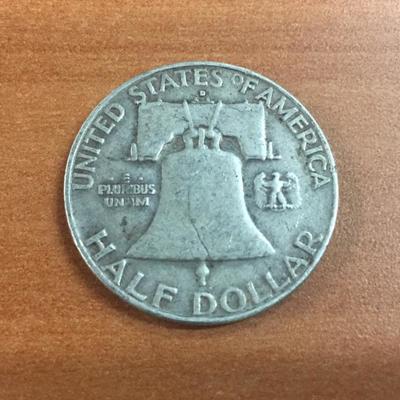 UNITED STATES OF AMERICA
D
E
PLURIBUS
UNUM
HALF DOLLAR